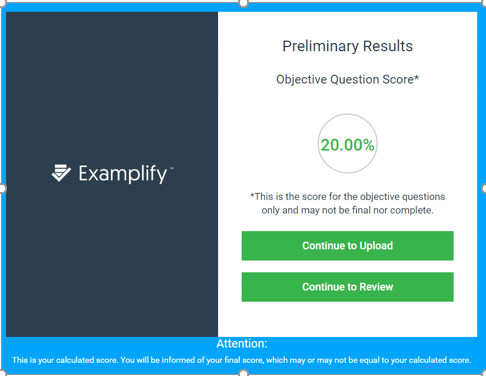 Preliminary Results
Objective Question Score*
20.00%
Examplify™
*This is the score for the objective questions
only and may not be final nor complete.
Continue to Upload
Continue to Review
Attention:
This is your calculated score. You will be informed of your final score, which may or may not be equal to your calculated score.